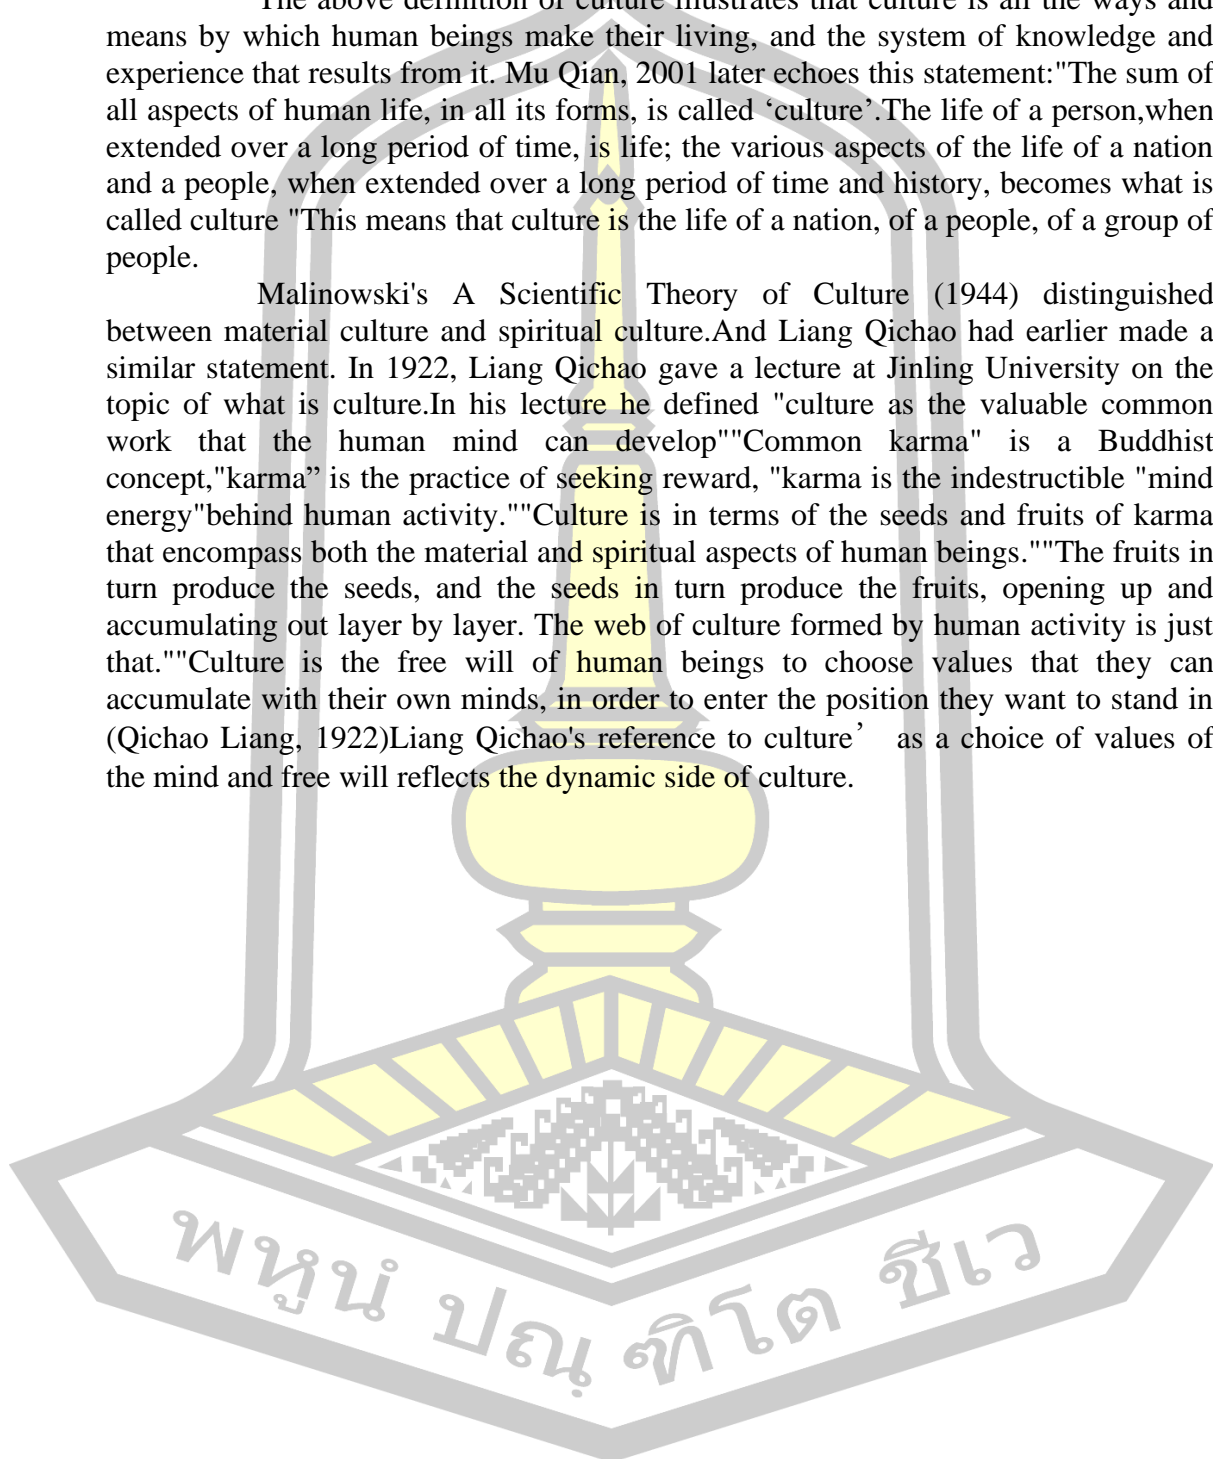 The above definition of culture illustrates that culture is all the ways and
means by which human beings make their living, and the system of knowledge and
experience that results from it. Mu Qian, 2001 later echoes this statement:"The sum of
all aspects of human life, in all its forms, is called ‘culture’.The life of a person,when
extended over a long period of time, is life; the various aspects of the life of a nation
and a people, when extended over a long period of time and history, becomes what is
called culture "This means that culture is the life of a nation, of a people, of a group of
people.
Malinowski's A Scientific Theory of Culture (1944) distinguished
between material culture and spiritual culture.And Liang Qichao had earlier made a
similar statement. In 1922, Liang Qichao gave a lecture at Jinling University on the
topic of what is culture.In his lecture he defined "culture as the valuable common
work that the human mind can develop""Common karma" is a Buddhist
concept,"karma” is the practice of seeking reward, "karma is the indestructible "mind
energy"behind human activity.""Culture is in terms of the seeds and fruits of karma
that encompass both the material and spiritual aspects of human beings.""The fruits in
turn produce the seeds, and the seeds in turn produce the fruits, opening up and
accumulating out layer by layer. The web of culture formed by human activity is just
that.""Culture is the free will of human beings to choose values that they can
accumulate with their own minds, in order to enter the position they want to stand in
(Qichao Liang, 1922)Liang Qichao's reference to culture’ as a choice of values of
the mind and free will reflects the dynamic side of culture.
พหูนํ ปณฺฑิโต ชีเว